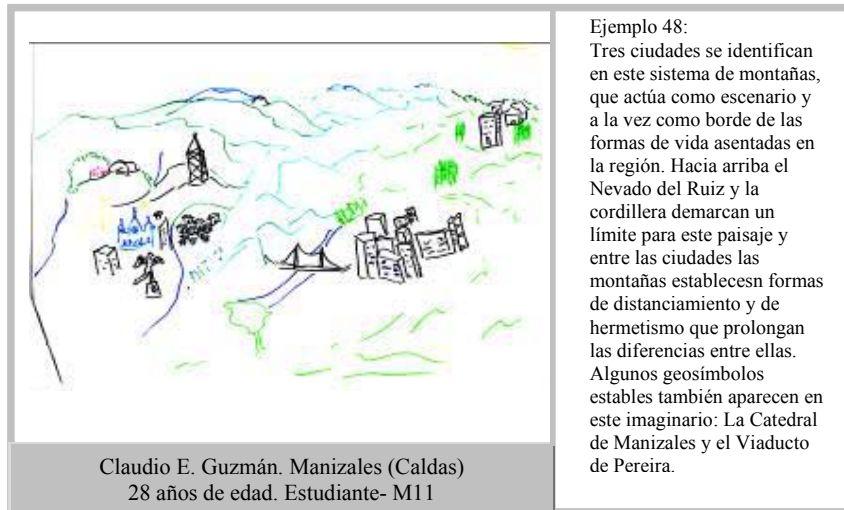 Ejemplo 48:
Tres ciudades se identifican
en este sistema de montañas,
que actúa como escenario y
a la vez como borde de las
formas de vida asentadas en
la región. Hacia arriba el
Nevado del Ruiz y la
cordillera demarcan un
límite para este paisaje y
entre las ciudades las
montañas establecesn formas
de distanciamiento y de
hermetismo que prolongan
las diferencias entre ellas.
Algunos geosímbolos
estables también aparecen en
este imaginario: La Catedral
de Manizales y el Viaducto
de Pereira.
Claudio E. Guzmán. Manizales (Caldas)
28 años de edad. Estudiante- M11